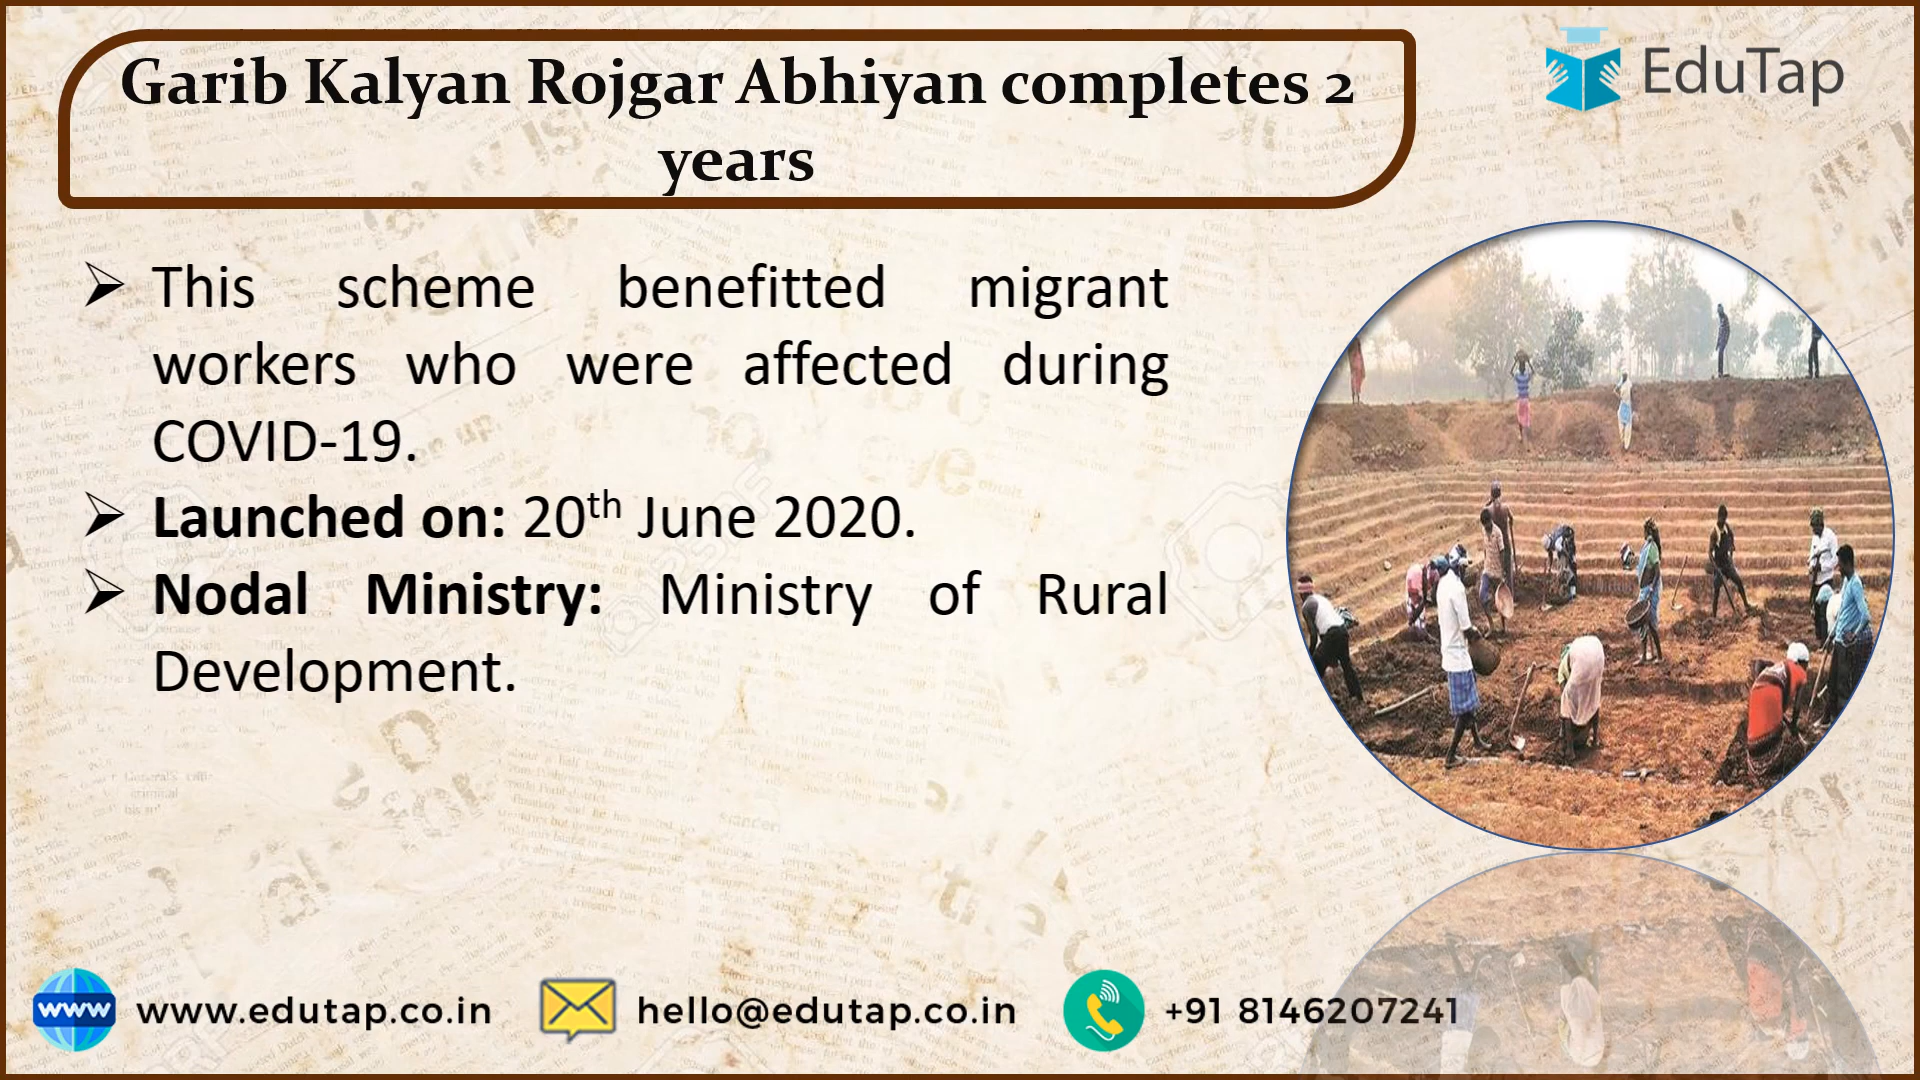 Garib Kalyan Rojgar Abhiyan completes 2
years
EduTap
➢ This scheme benefitted migrant
workers who were affected during
COVID-19.
➢ Launched on: 20th June 2020.
➢ Nodal Ministry: Ministry of Rural
Development.
www www.edutap.co.in hello@edutap.co.in +91 8146207241